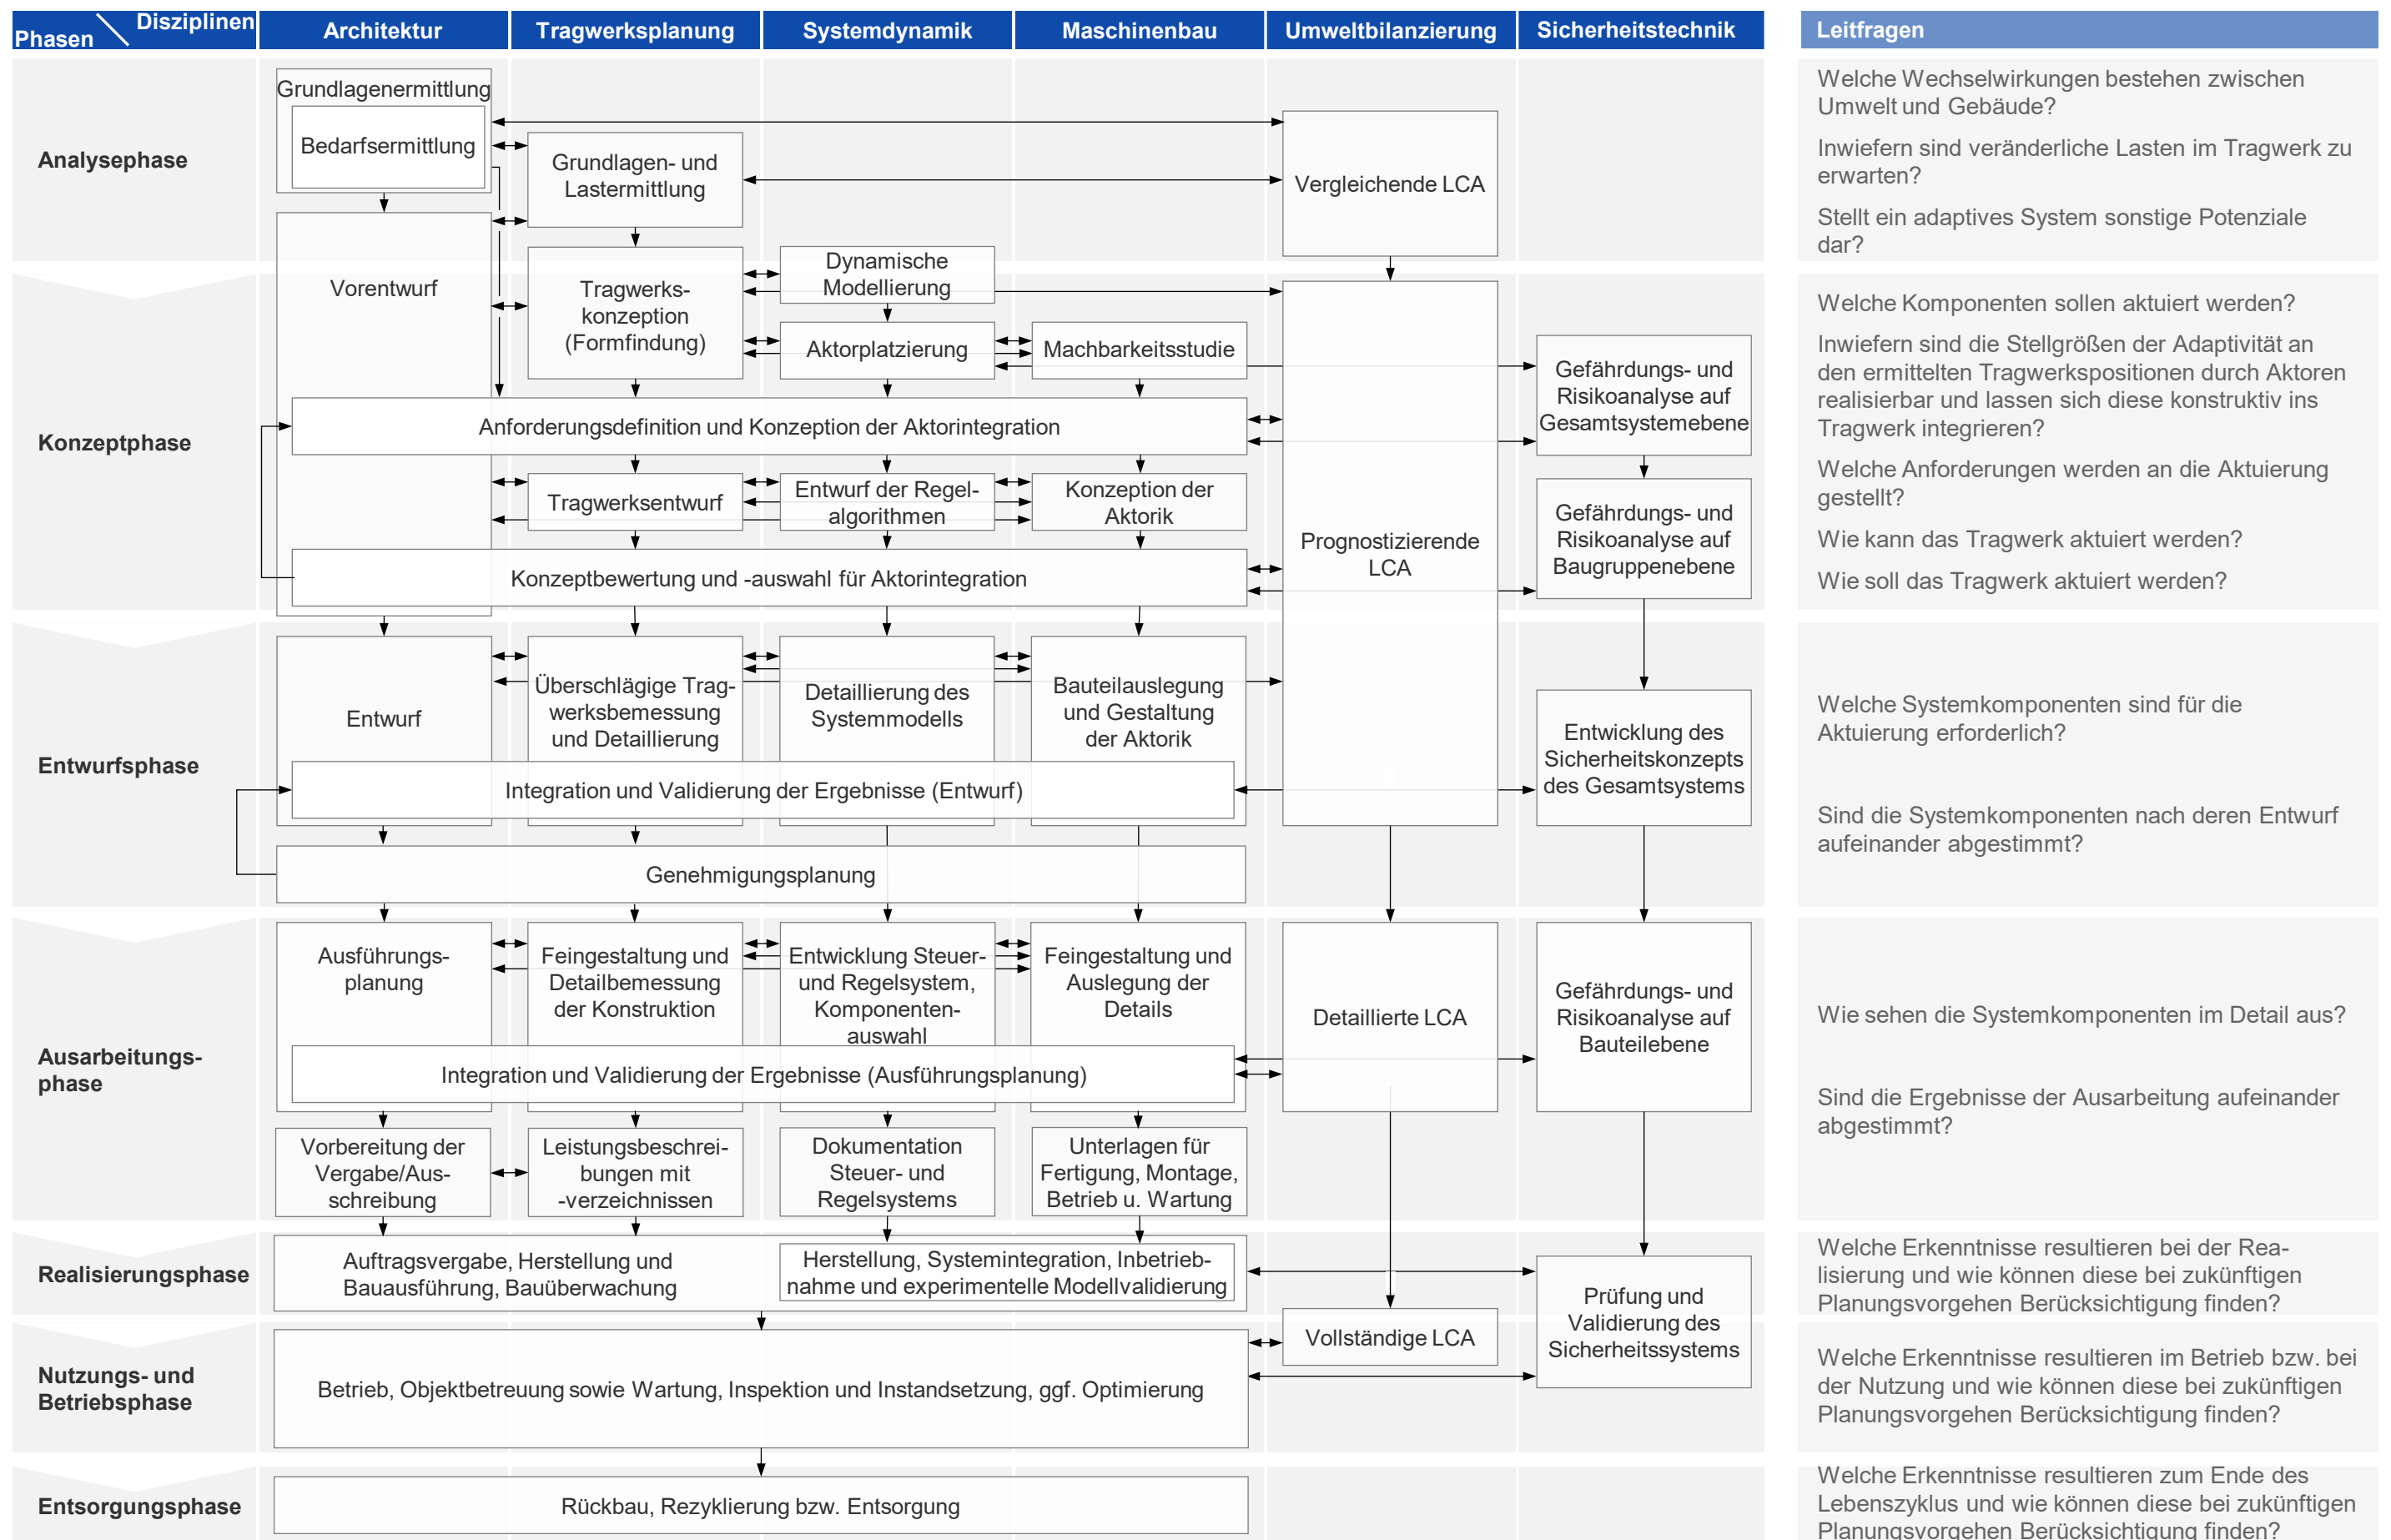 Disziplinen
Phasen
Architektur
Tragwerksplanung
Systemdynamik
Maschinenbau
Umweltbilanzierung
Sicherheitstechnik
Leitfragen
Analysephase
Grundlagenermittlung
Bedarfsermittlung
Grundlagen- und
Lastermittlung
Vergleichende LCA
Welche Wechselwirkungen bestehen zwischen
Umwelt und Gebäude?
Inwiefern sind veränderliche Lasten im Tragwerk zu
erwarten?
Stellt ein adaptives System sonstige Potenziale
dar?
Konzeptphase
Vorentwurf
Tragwerks-
konzeption
(Formfindung)
Dynamische
Modellierung
Aktorplatzierung
Machbarkeitsstudie
Gefährdungs- und
Risikoanalyse auf
Gesamtsystemebene
Anforderungsdefinition und Konzeption der Aktorintegration
Tragwerksentwurf
Entwurf der Regel-
algorithmen
Konzeption der
Aktorik
Prognostizierende
LCA
Gefährdungs- und
Risikoanalyse auf
Baugruppenebene
Konzeptbewertung und -auswahl für Aktorintegration
Welche Komponenten sollen aktuiert werden?
Inwiefern sind die Stellgrößen der Adaptivität an
den ermittelten Tragwerkspositionen durch Aktoren
realisierbar und lassen sich diese konstruktiv ins
Tragwerk integrieren?
Welche Anforderungen werden an die Aktuierung
gestellt?
Wie kann das Tragwerk aktuiert werden?
Wie soll das Tragwerk aktuiert werden?
Entwurfsphase
Entwurf
Überschlägige Trag-
werksbemessung
und Detaillierung
Detaillierung des
Systemmodells
Bauteilauslegung
und Gestaltung
der Aktorik
Entwicklung des
Sicherheitskonzepts
des Gesamtsystems
Integration und Validierung der Ergebnisse (Entwurf)
Genehmigungsplanung
Welche Systemkomponenten sind für die
Aktuierung erforderlich?
Sind die Systemkomponenten nach deren Entwurf
aufeinander abgestimmt?
Ausarbeitungs-
phase
Ausführungs-
planung
Feingestaltung und
Detailbemessung
der Konstruktion
Entwicklung Steuer-
und Regelsystem,
Komponenten-
auswahl
Feingestaltung und
Auslegung der
Details
Detaillierte LCA
Gefährdungs- und
Risikoanalyse auf
Bauteilebene
Integration und Validierung der Ergebnisse (Ausführungsplanung)
Vorbereitung der
Vergabe/Aus-
schreibung
Leistungsbeschrei-
bungen mit
-verzeichnissen
Dokumentation
Steuer- und
Regelsystems
Unterlagen für
Fertigung, Montage,
Betrieb u. Wartung
Wie sehen die Systemkomponenten im Detail aus?
Sind die Ergebnisse der Ausarbeitung aufeinander
abgestimmt?
Realisierungsphase
Auftragsvergabe, Herstellung und
Bauausführung, Bauüberwachung
Herstellung, Systemintegration, Inbetrieb-
nahme und experimentelle Modellvalidierung
Prüfung und
Validierung des
Sicherheitssystems
Welche Erkenntnisse resultieren bei der Rea-
lisierung und wie können diese bei zukünftigen
Planungsvorgehen Berücksichtigung finden?
Nutzungs- und
Betriebsphase
Vollständige LCA
Betrieb, Objektbetreuung sowie Wartung, Inspektion und Instandsetzung, ggf. Optimierung
Welche Erkenntnisse resultieren im Betrieb bzw. bei
der Nutzung und wie können diese bei zukünftigen
Planungsvorgehen Berücksichtigung finden?
Entsorgungsphase
Rückbau, Rezyklierung bzw. Entsorgung
Welche Erkenntnisse resultieren zum Ende des
Lebenszyklus und wie können diese bei zukünftigen
Planungsvorgehen Berücksichtigung finden?